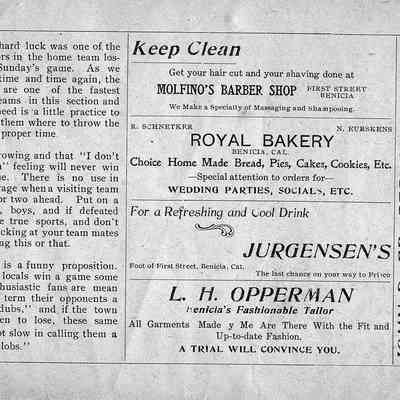 hard luck was one of the
ers in the home team los-
Sunday's game. As we
time and time again, the
are one of the fastest
eams in this section and
need is a little practice to
them where to throw the
proper time.
rowing and that "I don't
" feeling will never win
e. There is no use in
rage when a visiting team
or two ahead. Put on a
, boys, and if defeated
e true sports, and don't
cking at your team mates
ng this or that.
is a funny proposition.
locals win a game some
husiastic fans are mean
term their opponents a
dubs," and if the town
en to lose, these same
ot slow in calling them a
lobs."
Keep Clean
Get your hair cut and your shaving done at
MOLFINO'S BARBER SHOP FIRST STREET
BENICIA
We Make a Specialty of Massaging and Shampooing.
R. SCHNETKER N. KURSKENS
ROYAL BAKERY
BENICIA, CAL.
Choice Home Made Bread, Pies, Cakes, Cookies, Etc.
—Special attention to orders for—
WEDDING PARTIES, SOCIALS, ETC.
For a Refreshing and Cool Drink
JURGENSEN'S
Foot of First Street, Benicia, Cal.
The last chance on your way to Frisco
L. H. OPPERMAN
Benicia's Fashionable Tailor
All Garments Made y Me Are There With the Fit and
Up-to-date Fashion.
A TRIAL WILL CONVINCE YOU.